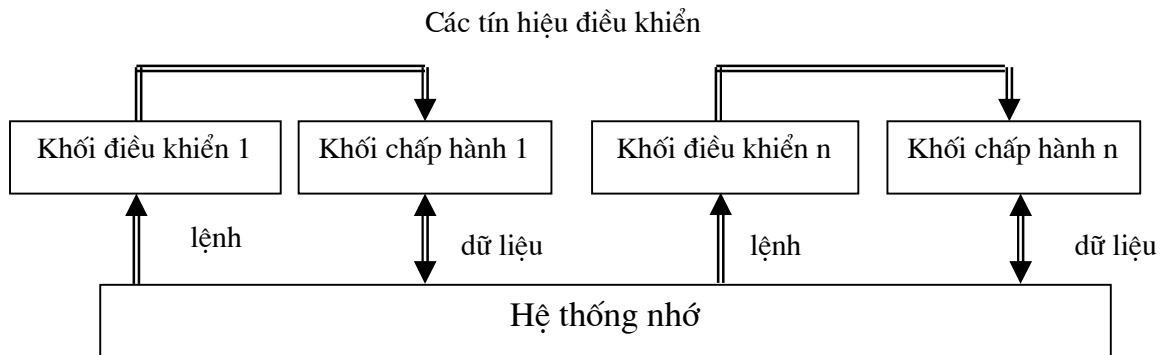 Các tín hiệu điều khiển
Khối điều khiển 1
Khối chấp hành 1
Khối điều khiển n
Khối chấp hành n
lệnh
dữ liệu
lệnh
dữ liệu
Hệ thống nhớ